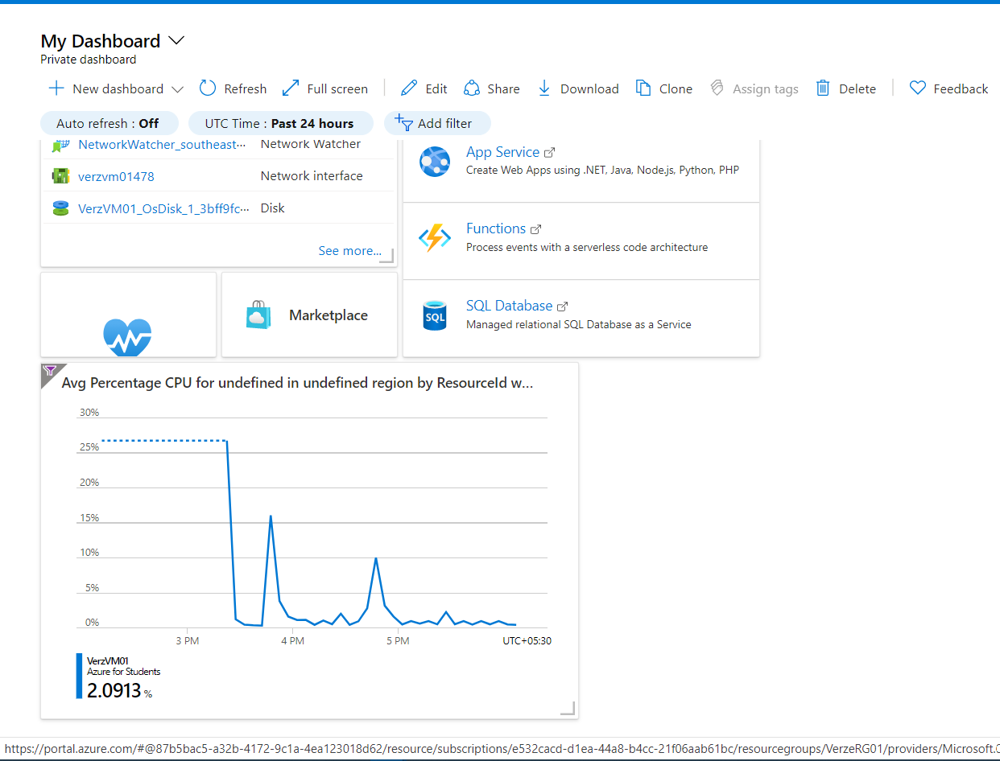 My Dashboard
Private dashboard
New dashboard Refresh Full screen Edit Share Download Clone Assign tags Delete Feedback
Auto refresh : Off UTC Time : Past 24 hours Add filter
NetworkWatcher_southeast··· Network Watcher
verzvm01478 Network interface
VerzVM01_OsDisk_1_3bff9fc··· Disk
See more...
App Service
Create Web Apps using .NET, Java, Node.js, Python, PHP
Functions
Process events with a serverless code architecture
SQL
SQL Database
Managed relational SQL Database as a Service
Marketplace
Avg Percentage CPU for undefined in undefined region by ResourceId w...
30%
25%
20%
15%
10%
5%
0%
3 PM 4 PM 5 PM UTC+05:30
VerzVM01
Azure for Students
2.0913 %
https://portal.azure.com/#@87b5bac5-a32b-4172-9c1a-4ea123018d62/resource/subscriptions/e532cacd-d1ea-44a8-b4cc-21f06aab61bc/resourcegroups/VerzeRG01/providers/Microsoft.C